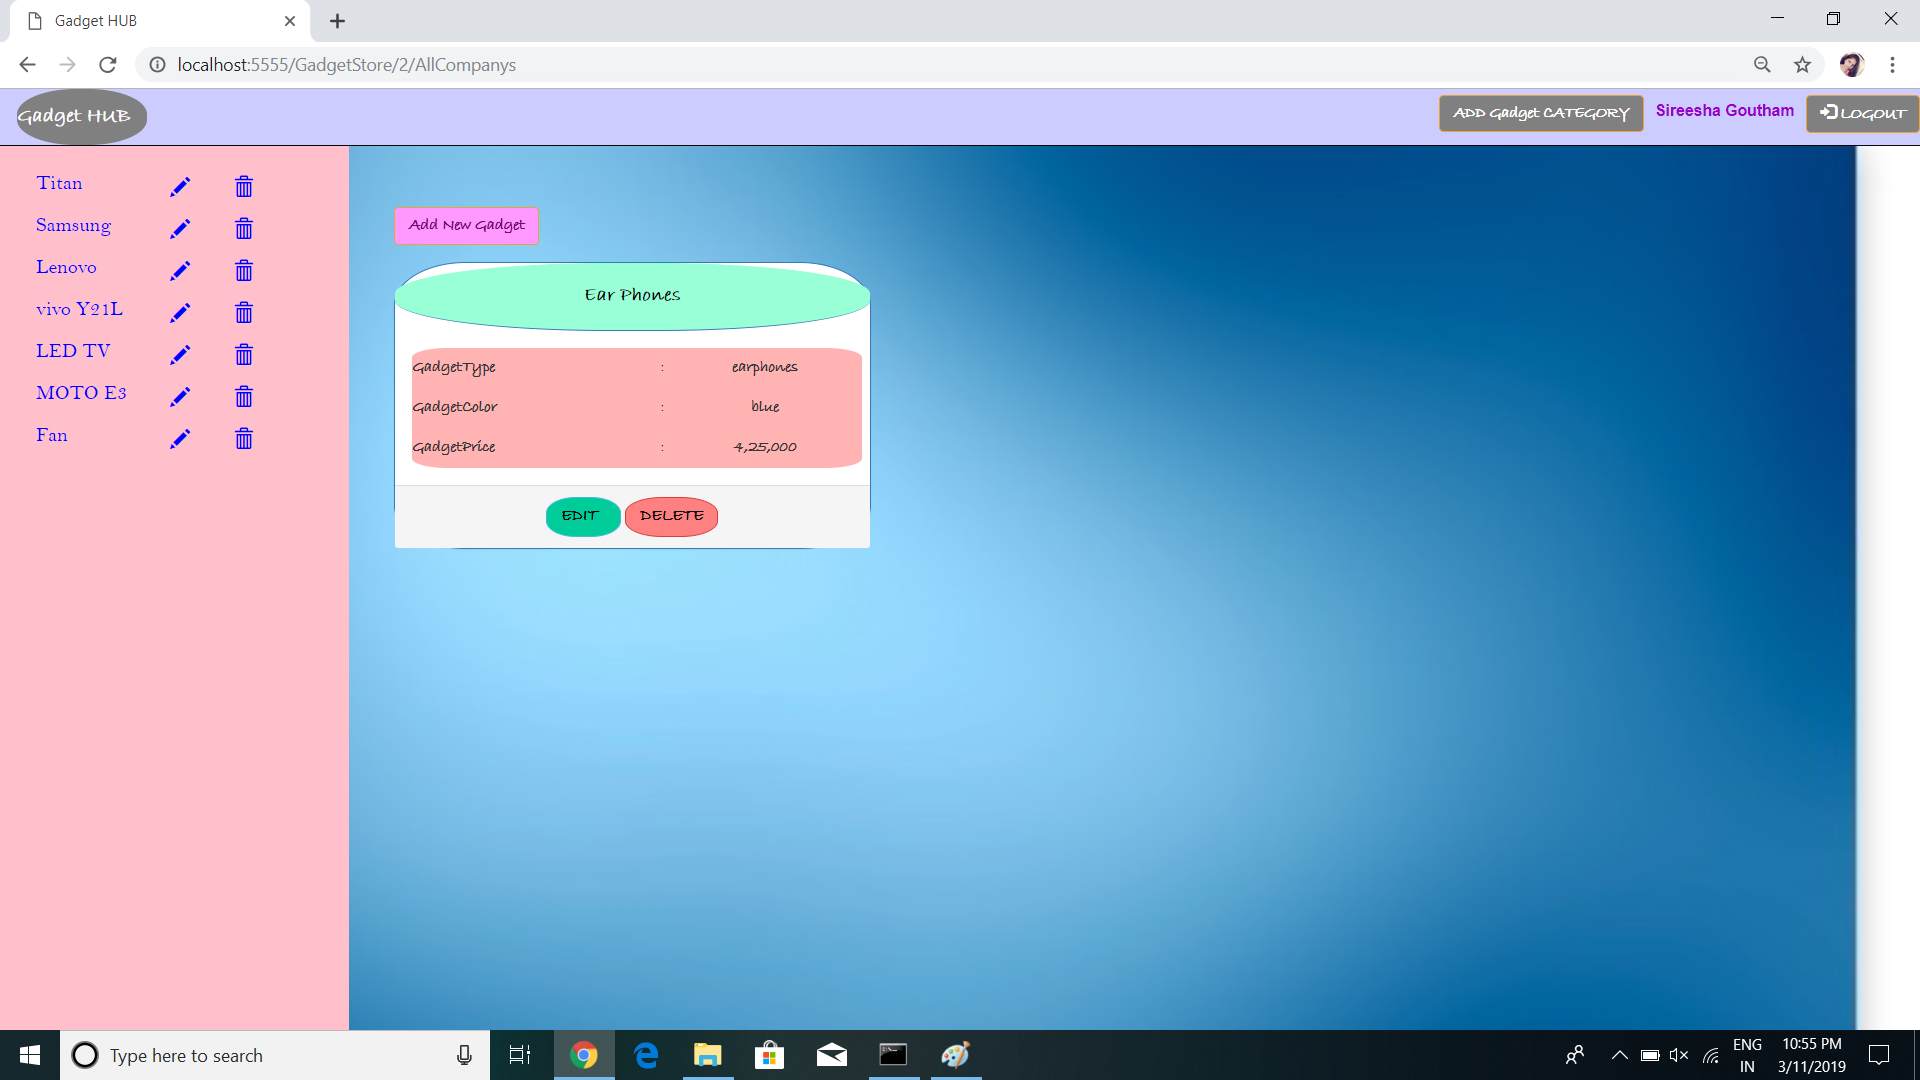 Gadget HUB
localhost:5555/GadgetStore/2/AllCompanys
Gadget HUB
ADD Gadget CATEGORY
Sireesha Goutham
LOGOUT
Titan
Samsung
Lenovo
vivo Y21L
LED TV
MOTO E3
Fan
Add New Gadget
Ear Phones
GadgetType : earphones
GadgetColor : blue
GadgetPrice : 4,25,000
EDIT DELETE
Type here to search
ENG
IN
10:55 PM
3/11/2019